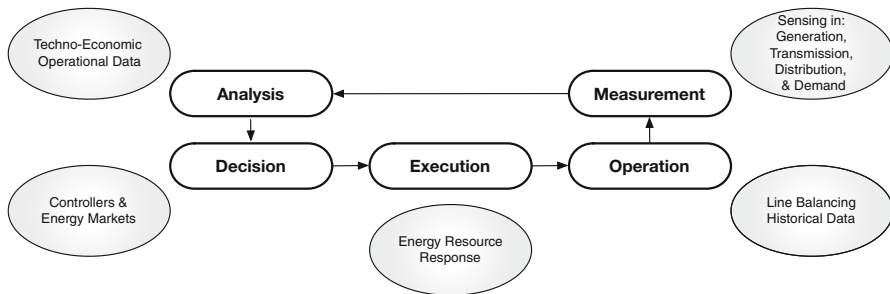 Techno-Economic
Operational Data
Sensing in:
Generation,
Transmission,
Distribution,
& Demand
Analysis
Measurement
Decision
Execution
Operation
Controllers &
Energy Markets
Line Balancing
Historical Data
Energy Resource
Response